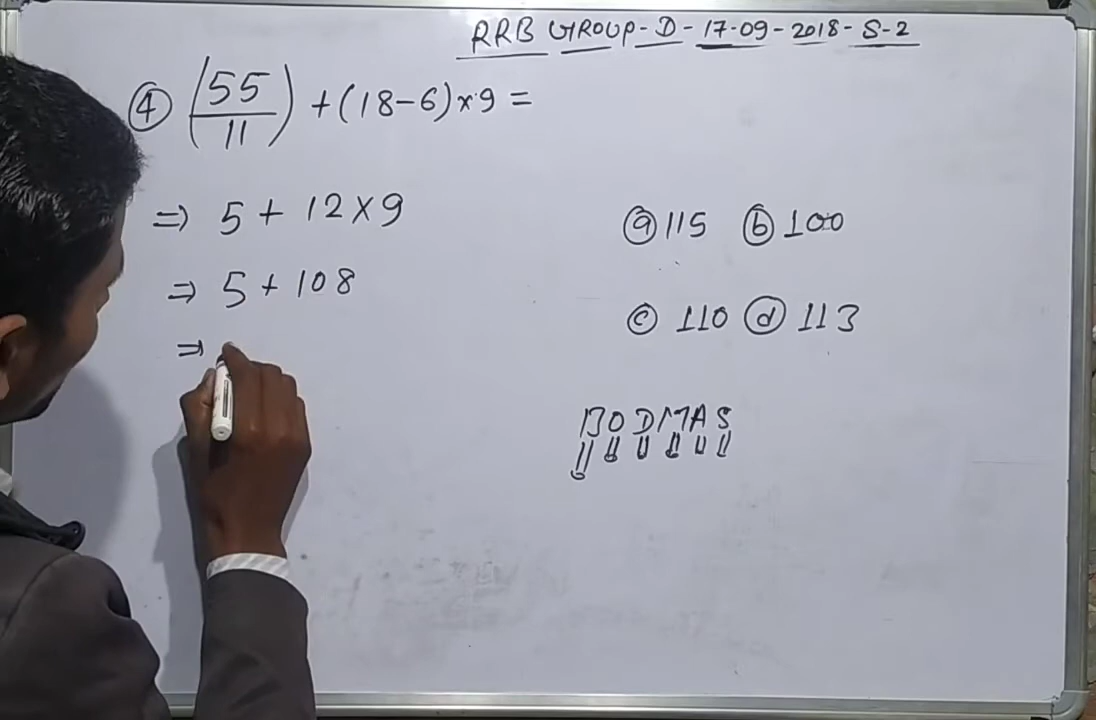 RRB GROUP-D-17-09-2018-S-2
④ (55/11) + (18-6)×9 =
⇒ 5 + 12×9
⇒ 5 + 108
⇒
ⓐ 115 ⓑ 100
ⓒ 110 ⓓ 113
BODMAS